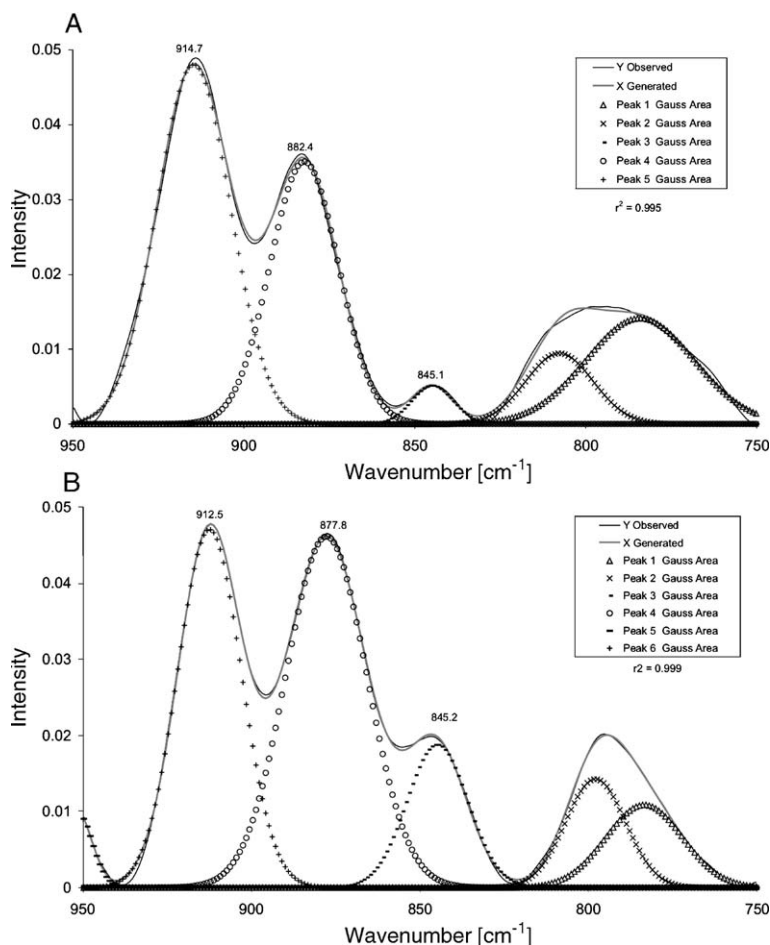 A
914.7
882.4
845.1
0.05
0.04
0.03
0.02
0.01
0
Intensity
950
900
850
800
750
Wavenumber [cm⁻¹]
Y Observed
X Generated
Peak 1 Gauss Area
Peak 2 Gauss Area
Peak 3 Gauss Area
Peak 4 Gauss Area
Peak 5 Gauss Area
r² = 0.995
B
912.5
877.8
845.2
0.05
0.04
0.03
0.02
0.01
0
Intensity
950
900
850
800
750
Wavenumber [cm⁻¹]
Y Observed
X Generated
Peak 1 Gauss Area
Peak 2 Gauss Area
Peak 3 Gauss Area
Peak 4 Gauss Area
Peak 5 Gauss Area
Peak 6 Gauss Area
r2 = 0.999